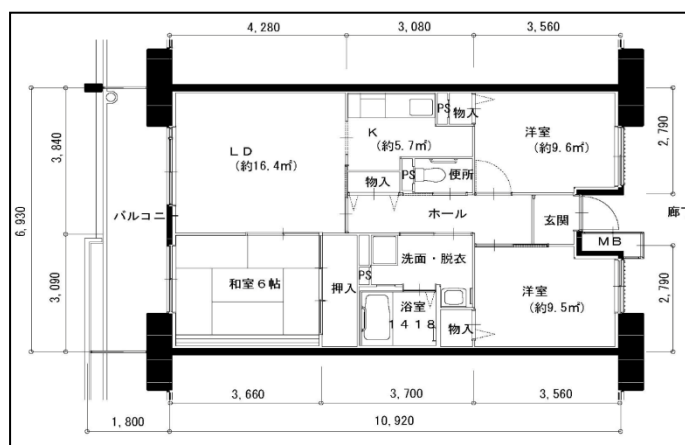 4,280
3,080
3,560
3,840
6,930
3,090
2,790
2,790
PS
物入
K
(約5.7㎡)
洋室
(約9.6㎡)
LD
(約16.4㎡)
PS
便所
物入
バルコニ
ホール
玄関
廊下
MB
和室6帖
押入
PS
洗面・脱衣
浴室
1418
物入
洋室
(約9.5㎡)
3,660
3,700
3,560
1,800
10,920